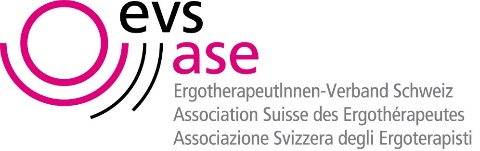 evs
ase
ErgotherapeutInnen-Verband Schweiz
Association Suisse des Ergothérapeutes
Associazione Svizzera degli Ergoterapisti